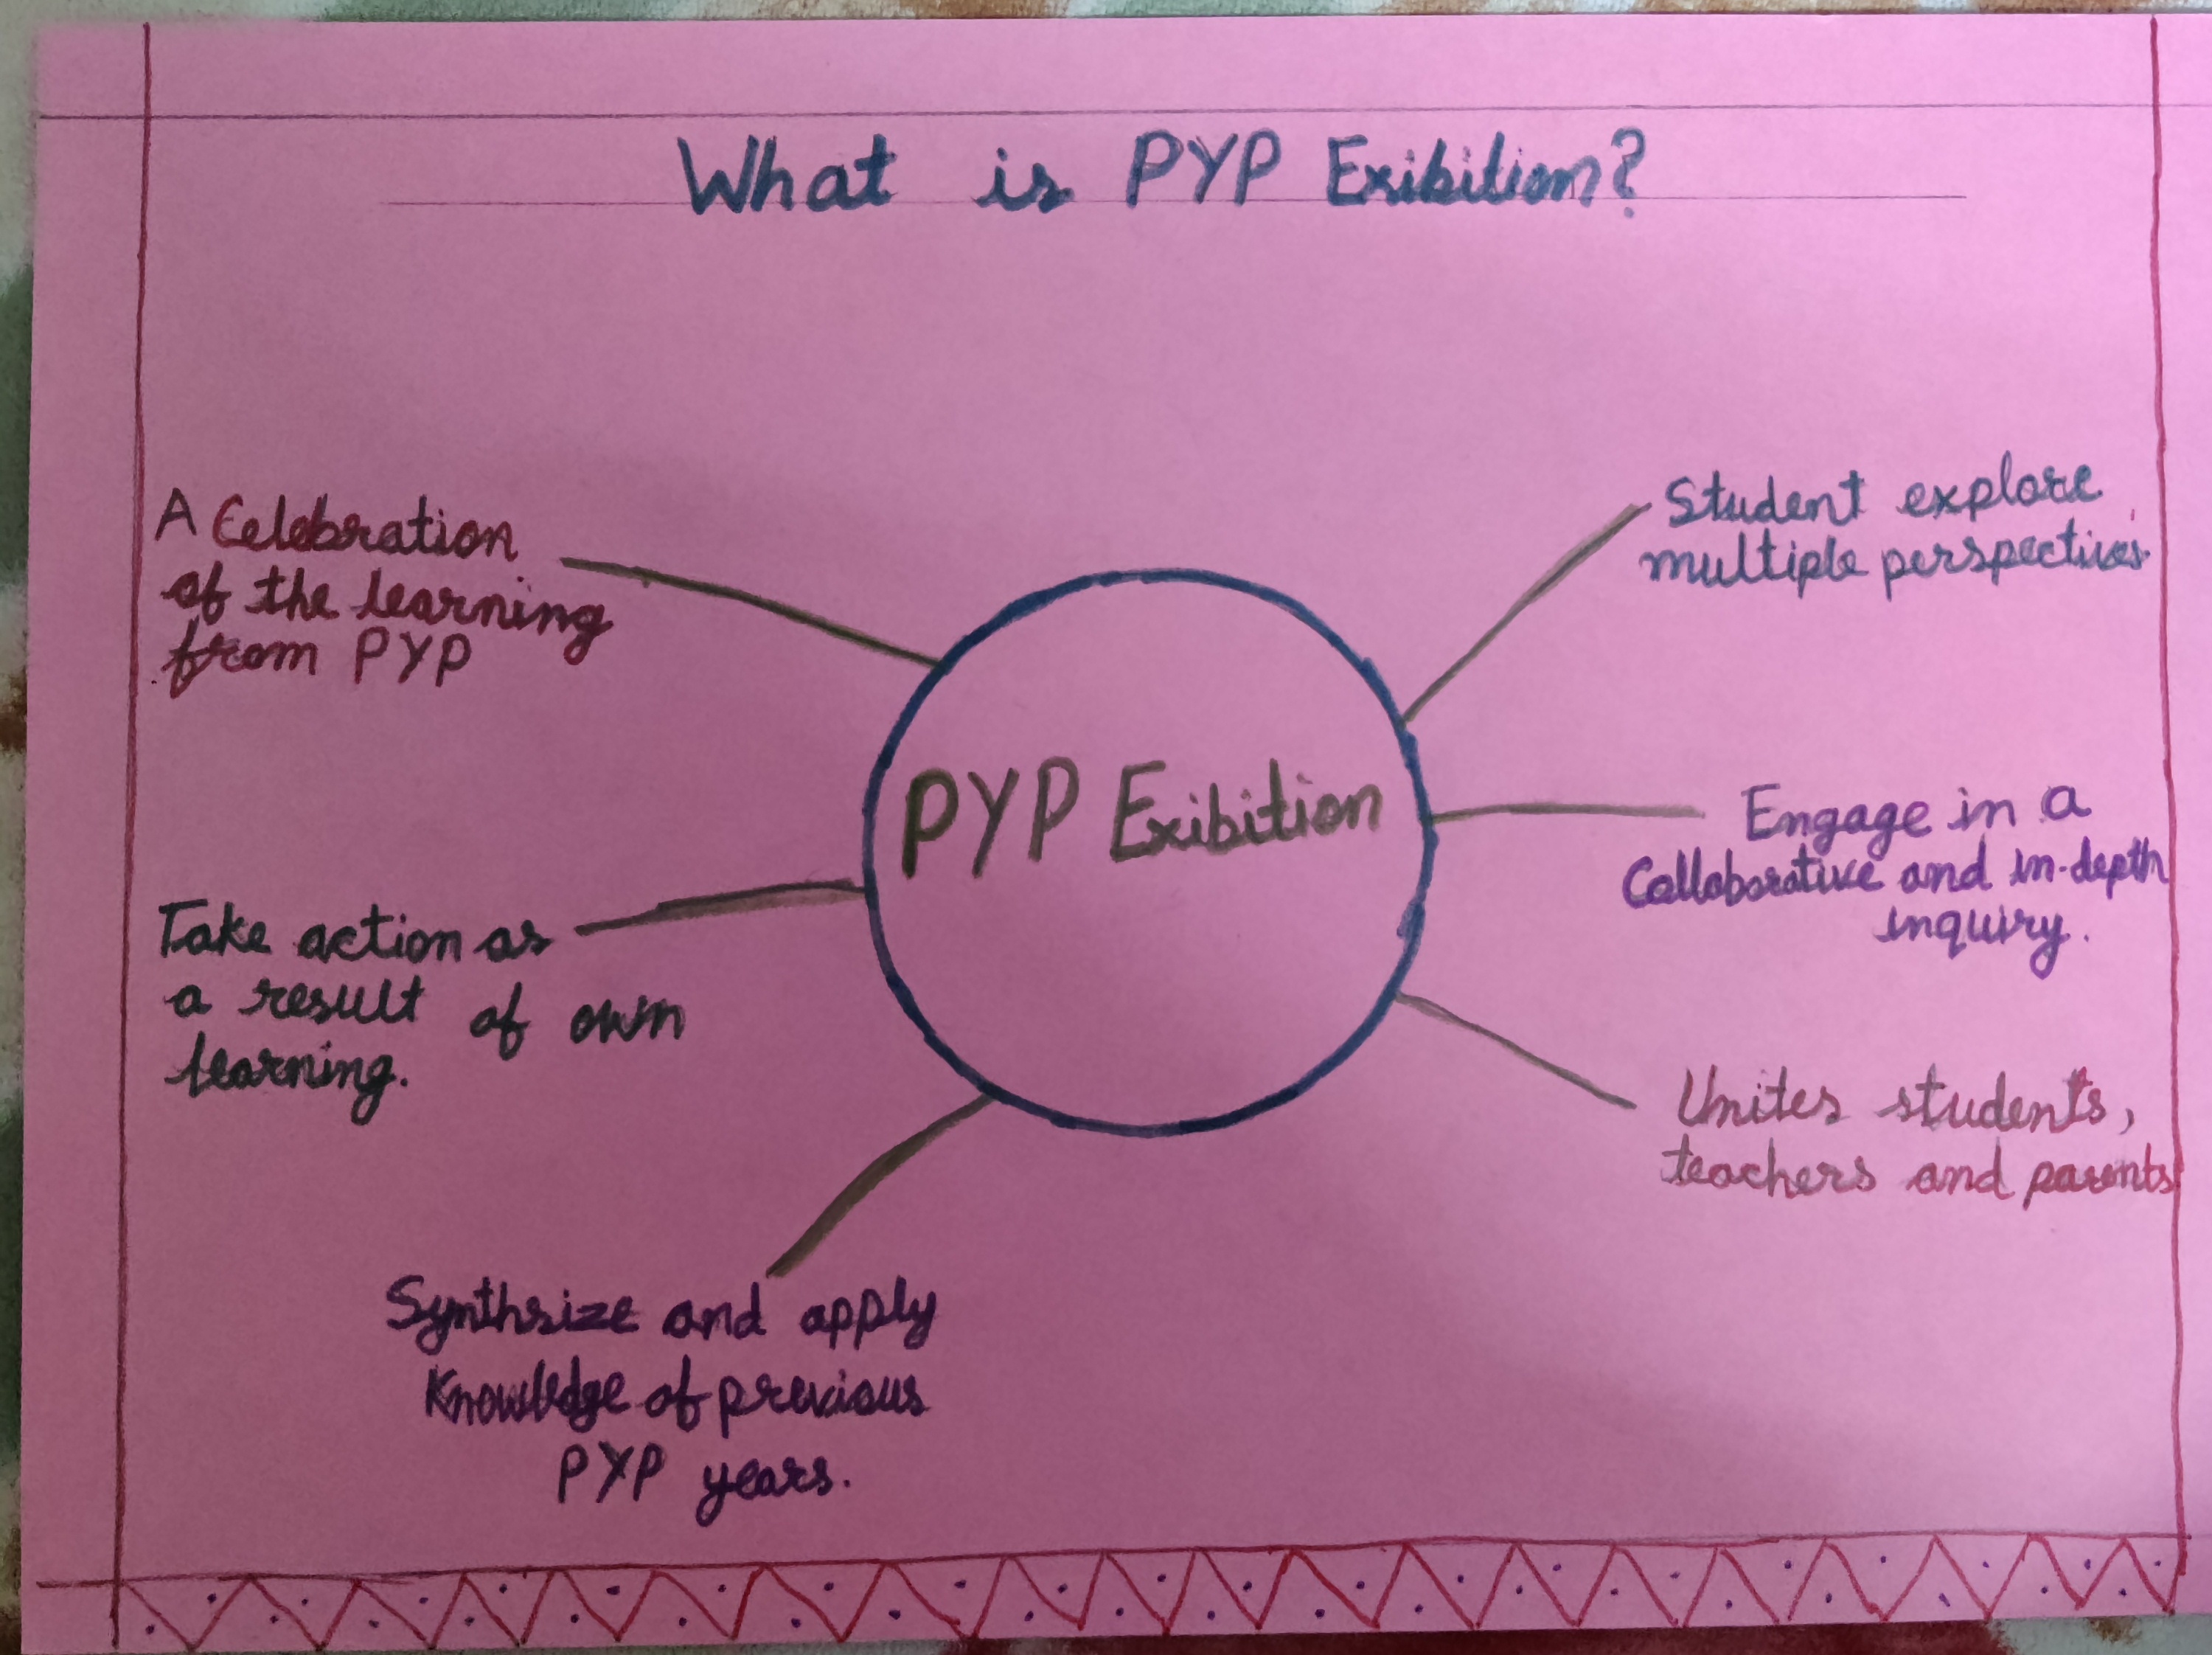 What is PYP Exibition?
A Celebration
of the learning
from PYP
Take action as
a result of own
learning.
Synthsize and apply
Knowledge of previous
PYP years.
PYP Exibition
Student explore
multiple perspectives.
Engage in a
Collaborative and in-depth
inquiry.
Unites students,
teachers and parents